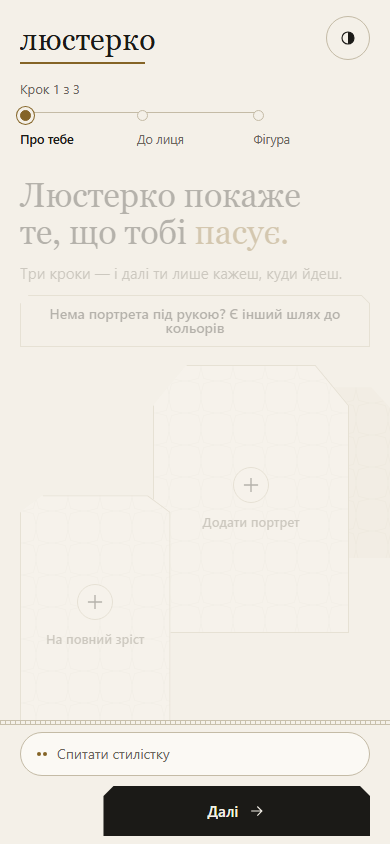 люстерко
Крок 1 з 3
Про тебе
До лиця
Фігура
Люстерко покаже
те, що тобі пасує.
Три кроки — і далі ти лише кажеш, куди йдеш.
Нема портрета під рукою? Є інший шлях до
кольорів
Додати портрет
На повний зріст
Спитати стилістку
Далі